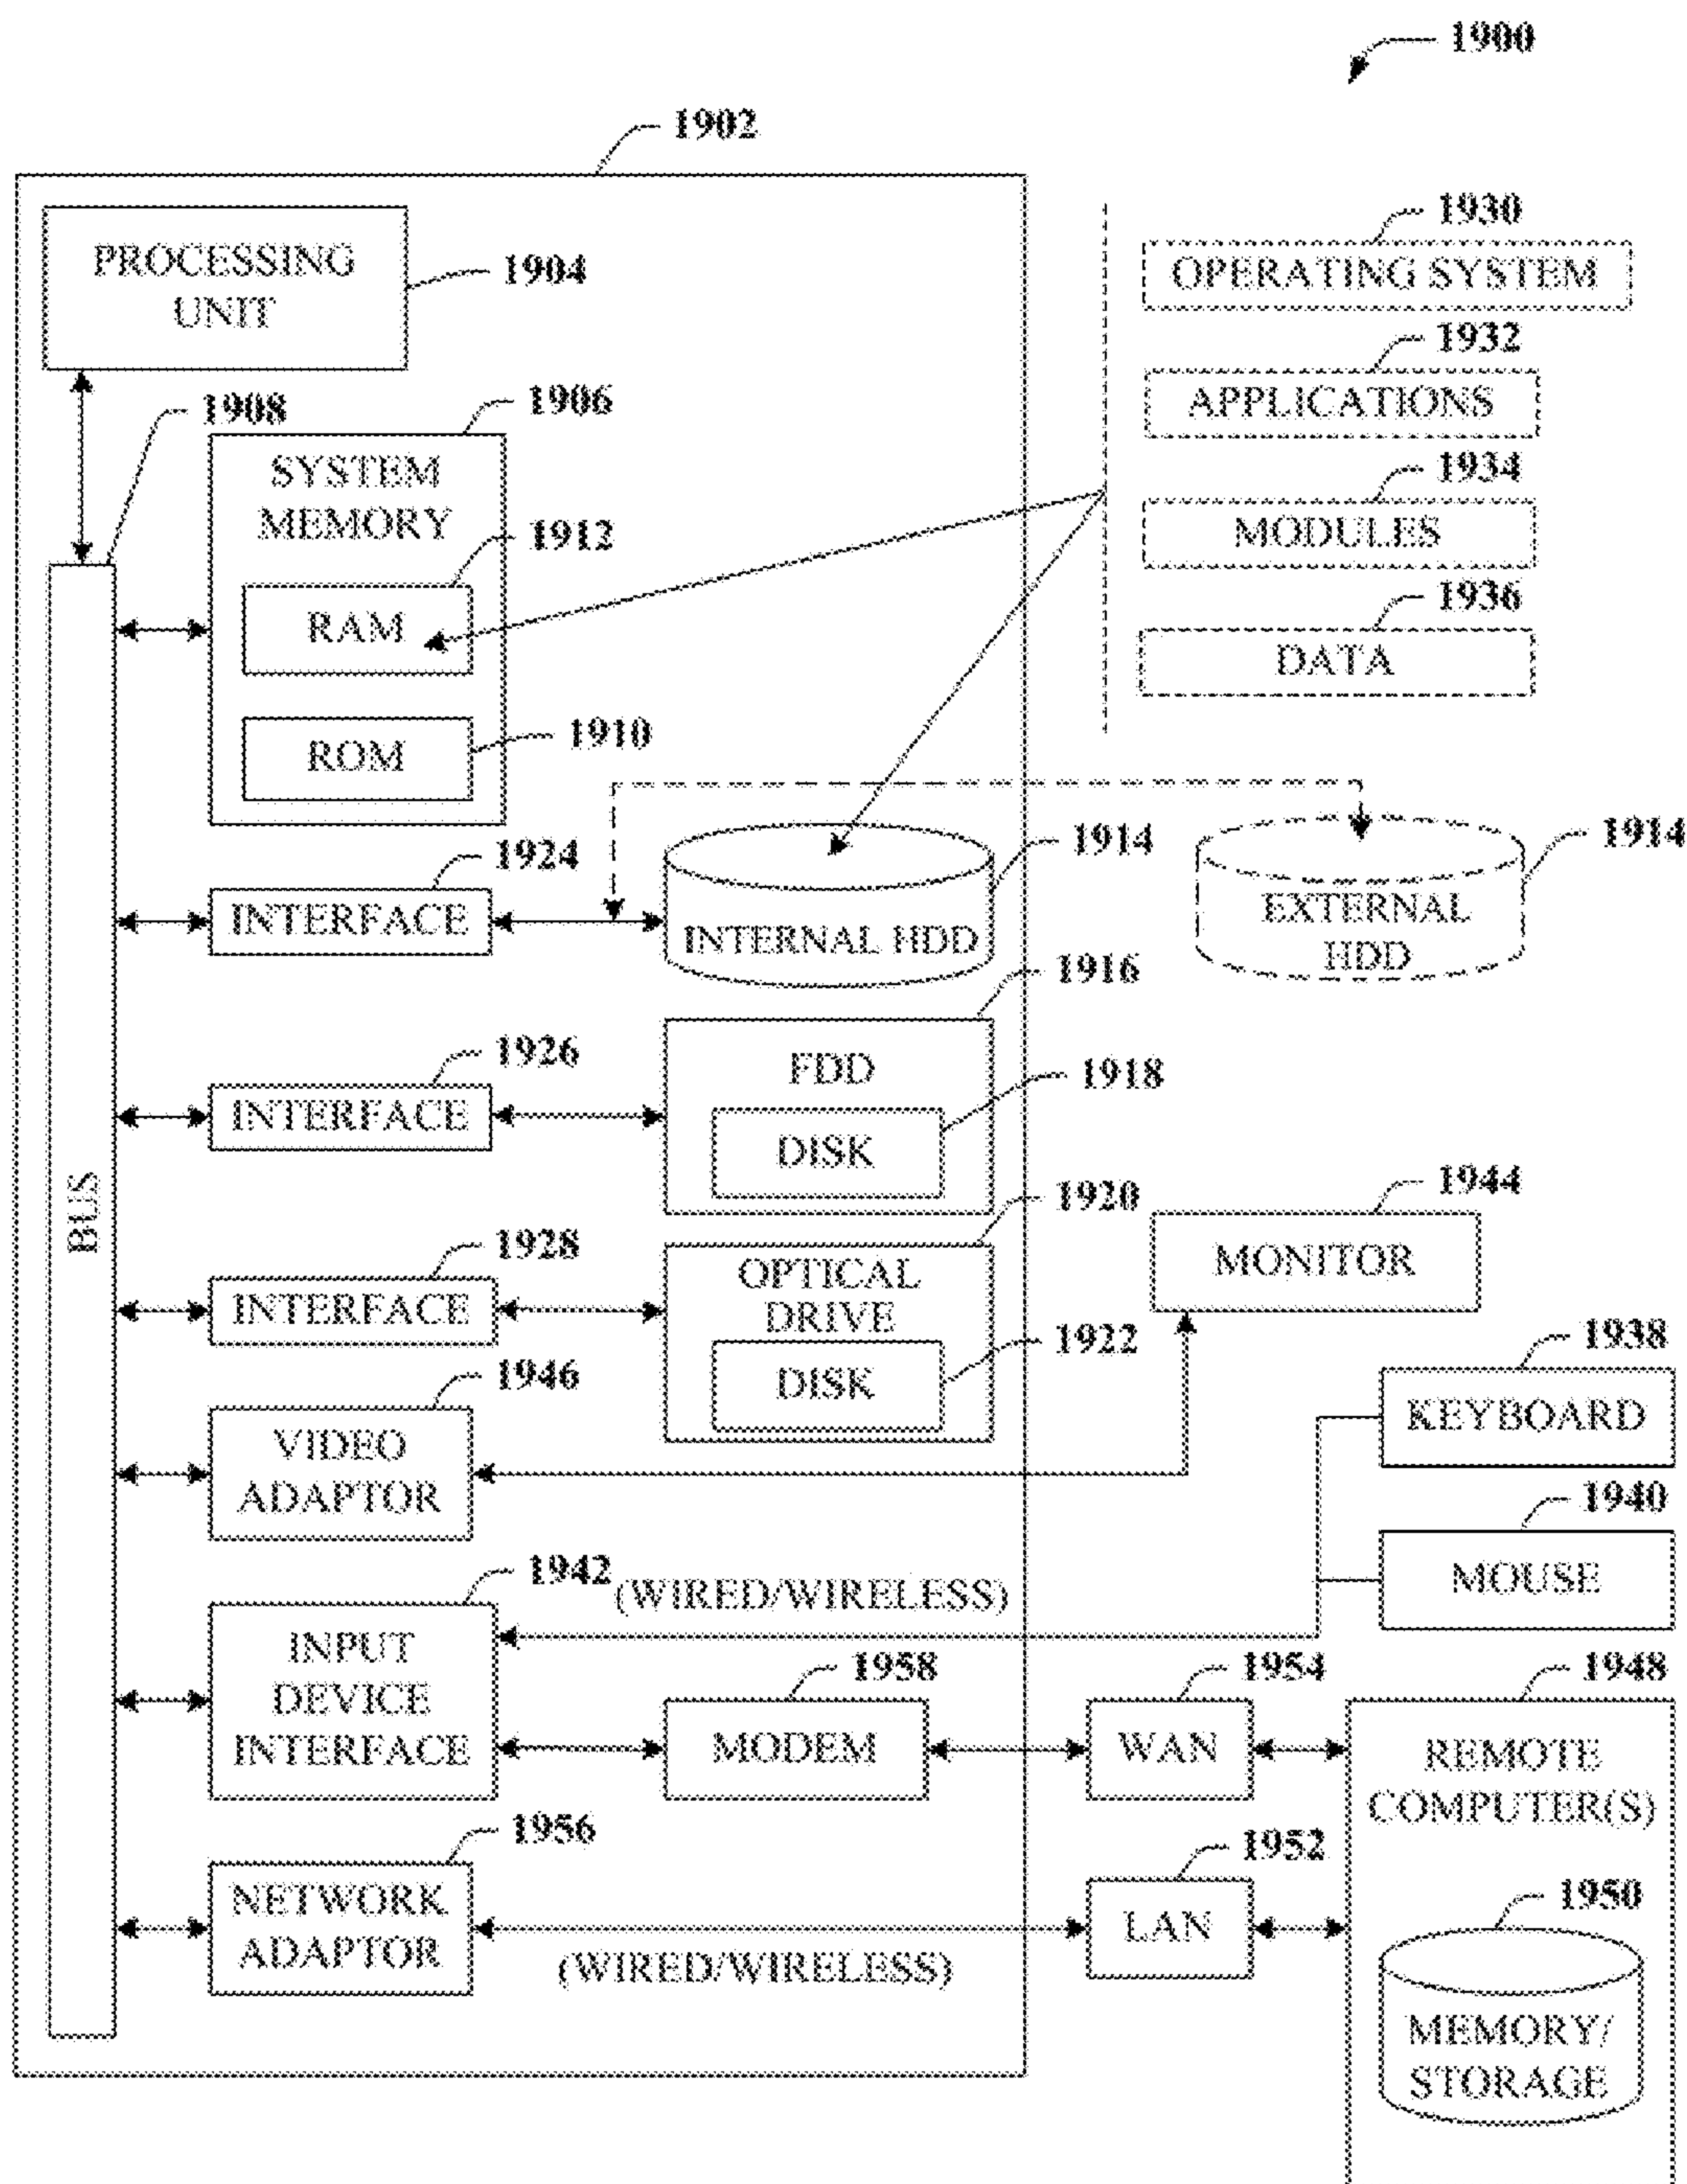 1900
1902
PROCESSING
UNIT
1904
1930
OPERATING SYSTEM
1932
APPLICATIONS
1934
MODULES
1936
DATA
1908
1906
SYSTEM
MEMORY
1912
RAM
1910
ROM
1924
INTERFACE
1914
INTERNAL HDD
1914
EXTERNAL
HDD
1926
INTERFACE
1916
FDD
1918
DISK
BUS
1928
INTERFACE
1920
OPTICAL
DRIVE
1922
DISK
1944
MONITOR
1946
VIDEO
ADAPTOR
1938
KEYBOARD
1940
MOUSE
1942
(WIRED/WIRELESS)
INPUT
DEVICE
INTERFACE
1958
MODEM
1954
WAN
1948
REMOTE
COMPUTER(S)
1956
NETWORK
ADAPTOR
(WIRED/WIRELESS)
1952
LAN
1950
MEMORY/
STORAGE